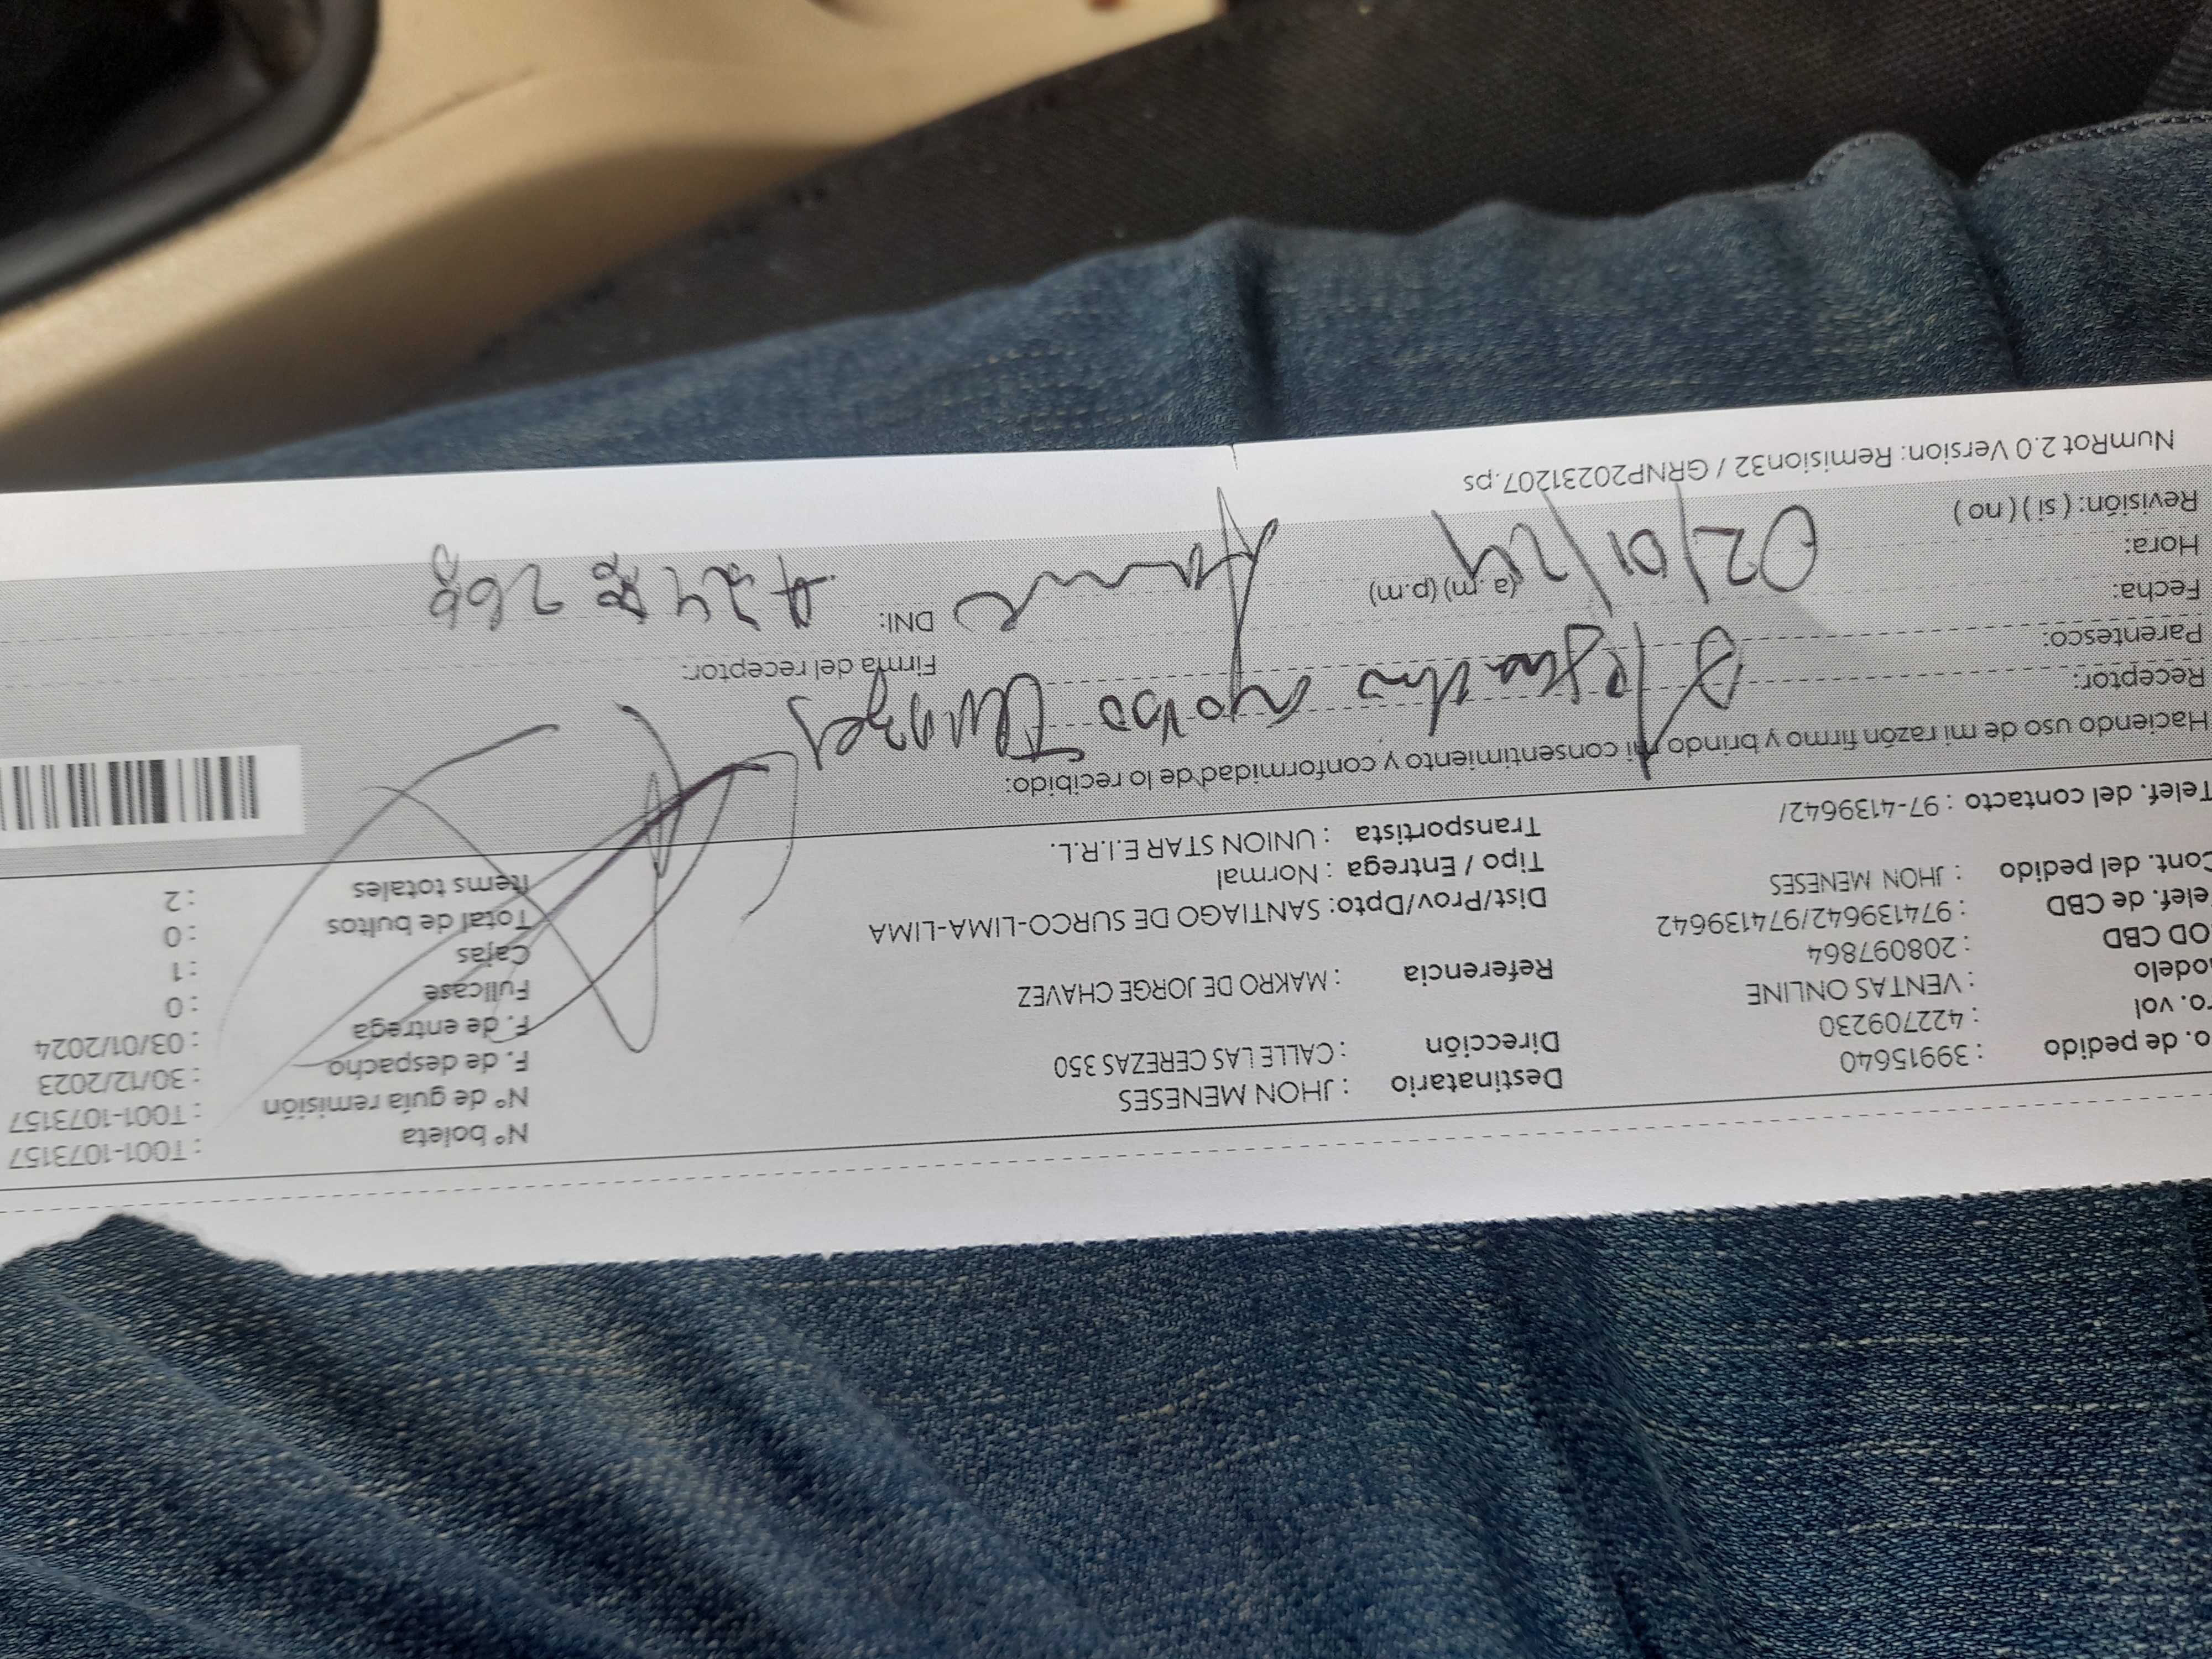 o. de pedido : 39915640
ro. vol : 422709230
odelo : VENTAS ONLINE
OD CBD : 208097864
elef. de CBD : 974139642/974139642
Cont. del pedido : JHON MENESES
Telef. del contacto : 97-4139642/
Destinatario : JHON MENESES
Dirección : CALLE LAS CEREZAS 350
Referencia : MAKRO DE JORGE CHAVEZ
Dist/Prov/Dpto: SANTIAGO DE SURCO-LIMA-LIMA
Tipo / Entrega : Normal
Transportista : UNION STAR E.I.R.L.
N° boleta : T001-1073157
N° de guía remisión : T001-1073157
F. de despacho : 30/12/2023
F. de entrega : 03/01/2024
Fullcase : 0
Cajas : 1
Total de bultos : 0
Items totales : 2
Haciendo uso de mi razón firmo y brindo mi consentimiento y conformidad de lo recibido:
Receptor:
Parentesco:
Firma del receptor:
Fecha: 02/01/24
DNI:
Hora: (a.m) (p.m)
Revisión: ( si ) ( no )
NumRot 2.0 Version: Remision32 / GRNP20231207.ps